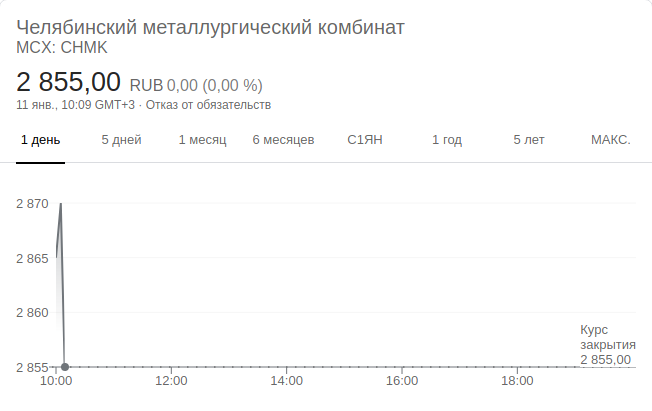 Челябинский металлургический комбинат
MCX: CHMK
2 855,00 RUB 0,00 (0,00 %)
11 янв., 10:09 GMT+3 · Отказ от обязательств
1 день 5 дней 1 месяц 6 месяцев С1ЯН 1 год 5 лет МАКС.
2 870
2 865
2 860
Курс
закрытия
2 855,00
2 855
10:00 12:00 14:00 16:00 18:00